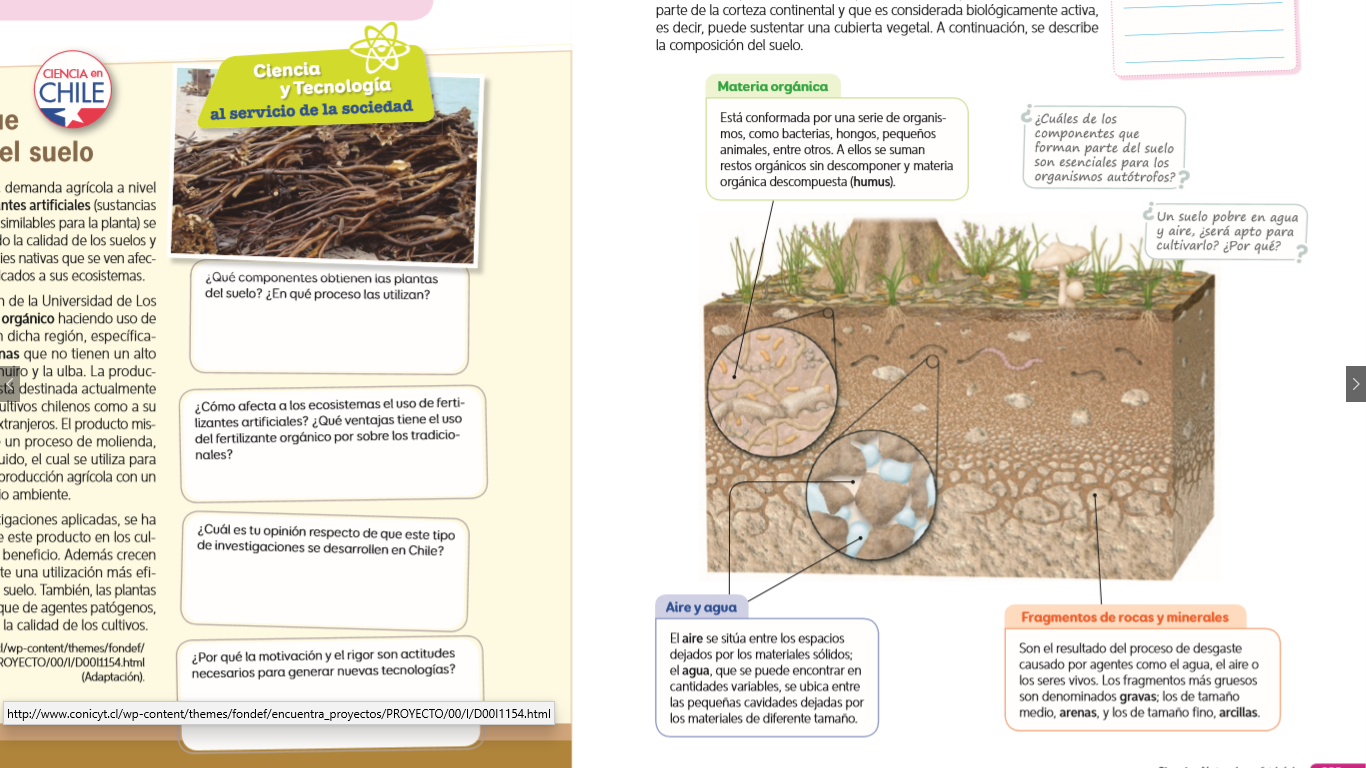 CIENCIA en
CHILE
ue
el suelo
demanda agrícola a nivel
ntes artificiales (sustancias
similables para la planta) se
do la calidad de los suelos y
ies nativas que se ven afec-
icados a sus ecosistemas.
n de la Universidad de Los
orgánico haciendo uso de
n dicha región, específica-
nas que no tienen un alto
huiro y la ulba. La produc-
stá destinada actualmente
ultivos chilenos como a su
xtranjeros. El producto mis-
e un proceso de molienda,
uido, el cual se utiliza para
producción agrícola con un
io ambiente.
tigaciones aplicadas, se ha
e este producto en los cul-
beneficio. Además crecen
te una utilización más efi-
suelo. También, las plantas
que de agentes patógenos,
la calidad de los cultivos.
cl/wp-content/themes/fondef/
ROYECTO/00/I/D00I1154.html
(Adaptación).
Ciencia
y Tecnología
al servicio de la sociedad
¿Qué componentes obtienen las plantas
del suelo? ¿En qué proceso las utilizan?
¿Cómo afecta a los ecosistemas el uso de ferti-
lizantes artificiales? ¿Qué ventajas tiene el uso
del fertilizante orgánico por sobre los tradicio-
nales?
¿Cuál es tu opinión respecto de que este tipo
de investigaciones se desarrollen en Chile?
¿Por qué la motivación y el rigor son actitudes
necesarios para generar nuevas tecnologías?
http://www.conicyt.cl/wp-content/themes/fondef/encuentra_proyectos/PROYECTO/00/I/D00I1154.html
parte de la corteza continental y que es considerada biológicamente activa,
es decir, puede sustentar una cubierta vegetal. A continuación, se describe
la composición del suelo.
Materia orgánica
Está conformada por una serie de organis-
mos, como bacterias, hongos, pequeños
animales, entre otros. A ellos se suman
restos orgánicos sin descomponer y materia
orgánica descompuesta (humus).
¿Cuáles de los
componentes que
forman parte del suelo
son esenciales para los
organismos autótrofos?
Un suelo pobre en agua
y aire, ¿será apto para
cultivarlo? ¿Por qué?
Aire y agua
El aire se sitúa entre los espacios
dejados por los materiales sólidos;
el agua, que se puede encontrar en
cantidades variables, se ubica entre
las pequeñas cavidades dejadas por
los materiales de diferente tamaño.
Fragmentos de rocas y minerales
Son el resultado del proceso de desgaste
causado por agentes como el agua, el aire o
los seres vivos. Los fragmentos más gruesos
son denominados gravas; los de tamaño
medio, arenas, y los de tamaño fino, arcillas.